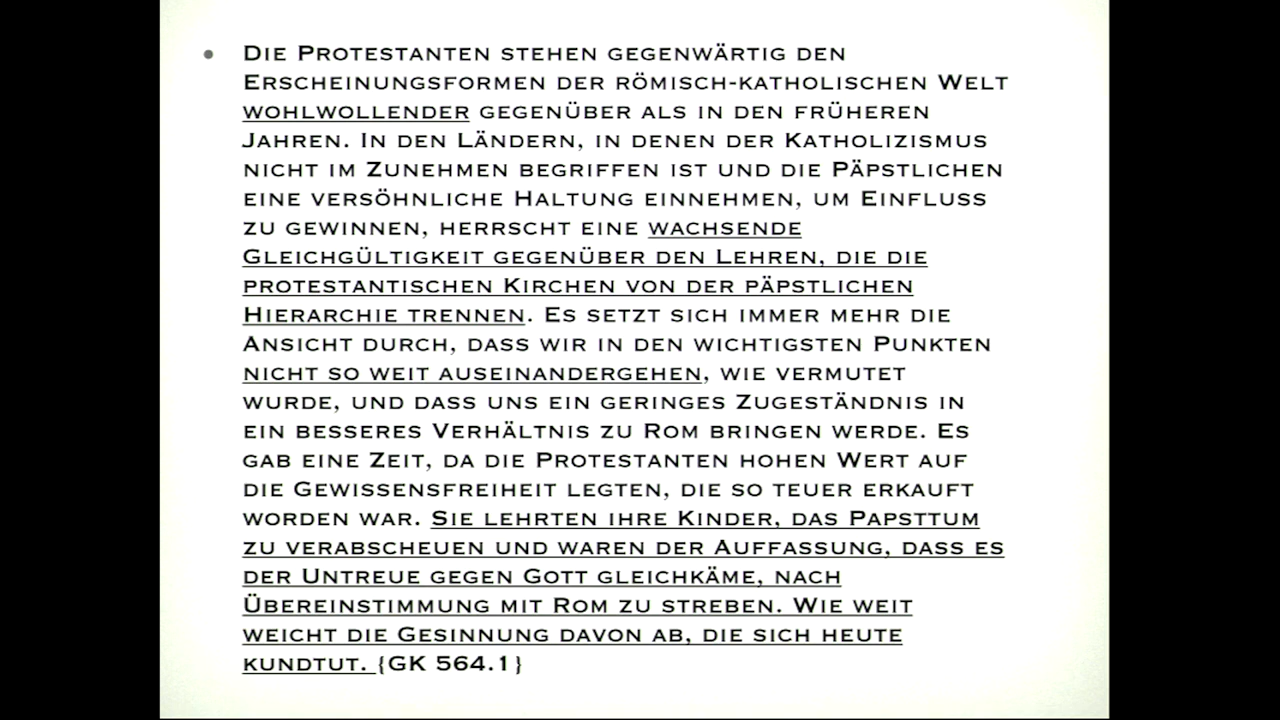 • Die Protestanten stehen gegenwärtig den
Erscheinungsformen der römisch-katholischen Welt
wohlwollender gegenüber als in den früheren
Jahren. In den Ländern, in denen der Katholizismus
nicht im Zunehmen begriffen ist und die Päpstlichen
eine versöhnliche Haltung einnehmen, um Einfluss
zu gewinnen, herrscht eine wachsende
Gleichgültigkeit gegenüber den Lehren, die die
protestantischen Kirchen von der päpstlichen
Hierarchie trennen. Es setzt sich immer mehr die
Ansicht durch, dass wir in den wichtigsten Punkten
nicht so weit auseinandergehen, wie vermutet
wurde, und dass uns ein geringes Zugeständnis in
ein besseres Verhältnis zu Rom bringen werde. Es
gab eine Zeit, da die Protestanten hohen Wert auf
die Gewissensfreiheit legten, die so teuer erkauft
worden war. Sie lehrten ihre Kinder, das Papsttum
zu verabscheuen und waren der Auffassung, dass es
der Untreue gegen Gott gleichkäme, nach
Übereinstimmung mit Rom zu streben. Wie weit
weicht die Gesinnung davon ab, die sich heute
kundtut. {GK 564.1}